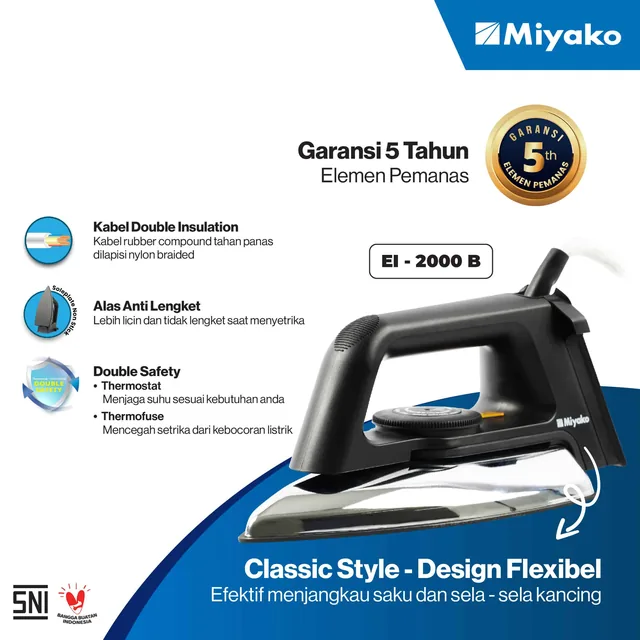 Miyako
Garansi 5 Tahun
Elemen Pemanas
GARANSI
5th
ELEMEN PEMANAS
Kabel Double Insulation
Kabel rubber compound tahan panas
dilapisi nylon braided
EI - 2000 B
Soleplate Non Stick
Alas Anti Lengket
Lebih licin dan tidak lengket saat menyetrika
DOUBLE
SAFETY
Double Safety
• Thermostat
Menjaga suhu sesuai kebutuhan anda
• Thermofuse
Mencegah setrika dari kebocoran listrik
Miyako
Classic Style - Design Flexibel
Efektif menjangkau saku dan sela - sela kancing
SNI
BANGGA BUATAN
INDONESIA